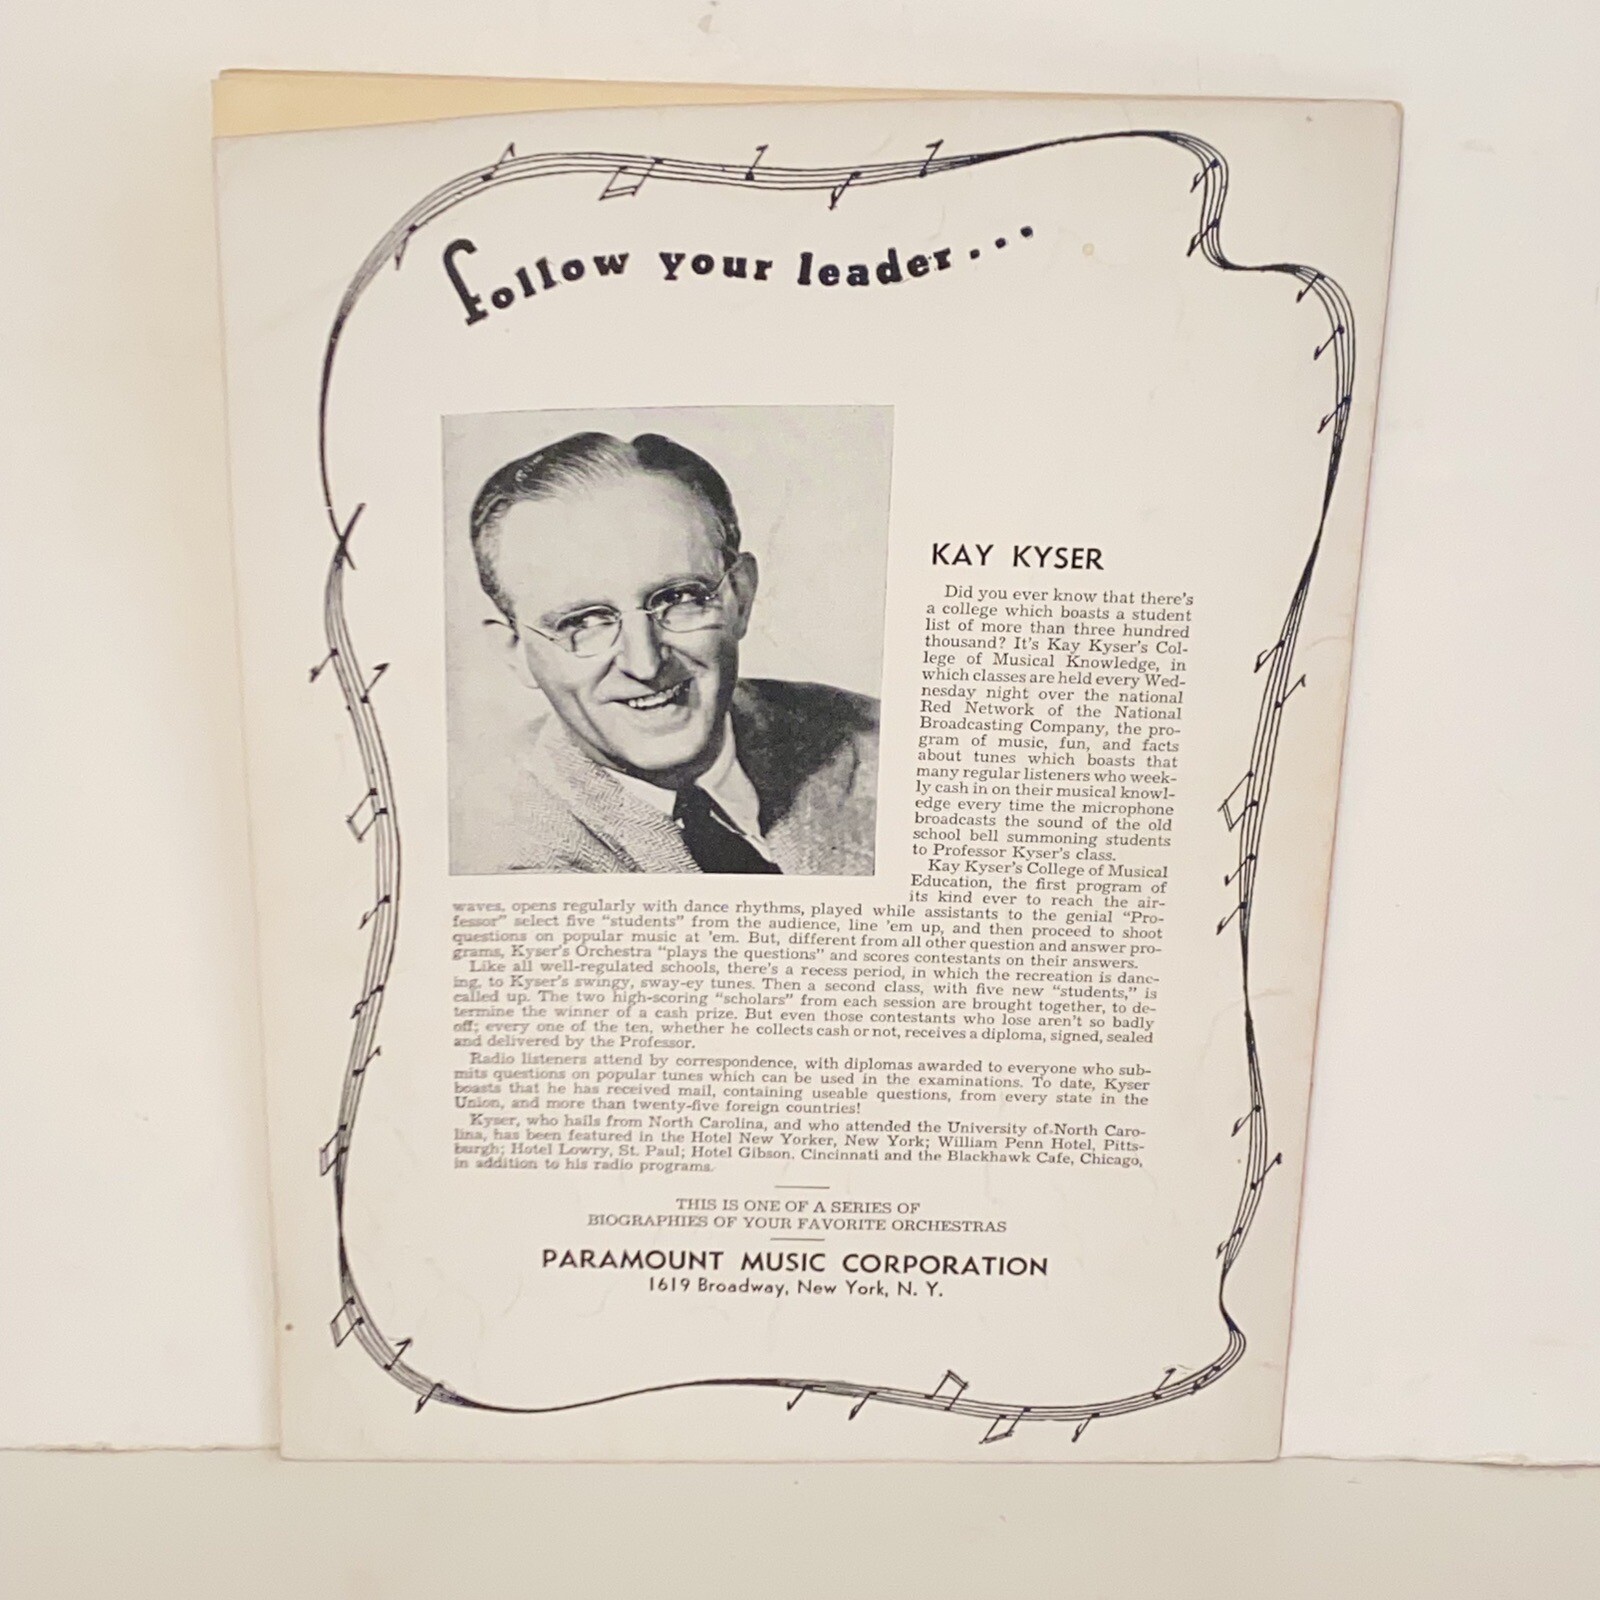 follow your leader...
KAY KYSER
Did you ever know that there's
a college which boasts a student
list of more than three hundred
thousand? It's Kay Kyser's Col-
lege of Musical Knowledge, in
which classes are held every Wed-
nesday night over the national
Red Network of the National
Broadcasting Company, the pro-
gram of music, fun, and facts
about tunes which boasts that
many regular listeners who week-
ly cash in on their musical knowl-
edge every time the microphone
broadcasts the sound of the old
school bell summoning students
to Professor Kyser's class.
Kay Kyser's College of Musical
Education, the first program of
its kind ever to reach the air-
waves, opens regularly with dance rhythms, played while assistants to the genial "Pro-
fessor" select five "students" from the audience, line 'em up, and then proceed to shoot
questions on popular music at 'em. But, different from all other question and answer pro-
grams, Kyser's Orchestra "plays the questions" and scores contestants on their answers.
Like all well-regulated schools, there's a recess period, in which the recreation is danc-
ing, to Kyser's swingy, sway-ey tunes. Then a second class, with five new "students," is
called up. The two high-scoring "scholars" from each session are brought together, to de-
termine the winner of a cash prize. But even those contestants who lose aren't so badly
off; every one of the ten, whether he collects cash or not, receives a diploma, signed, sealed
and delivered by the Professor.
Radio listeners attend by correspondence, with diplomas awarded to everyone who sub-
mits questions on popular tunes which can be used in the examinations. To date, Kyser
boasts that he has received mail, containing useable questions, from every state in the
Union, and more than twenty-five foreign countries!
Kyser, who hails from North Carolina, and who attended the University of North Caro-
lina, has been featured in the Hotel New Yorker, New York; William Penn Hotel, Pitts-
burgh; Hotel Lowry, St. Paul; Hotel Gibson, Cincinnati and the Blackhawk Cafe, Chicago,
in addition to his radio programs.
THIS IS ONE OF A SERIES OF
BIOGRAPHIES OF YOUR FAVORITE ORCHESTRAS
PARAMOUNT MUSIC CORPORATION
1619 Broadway, New York, N. Y.